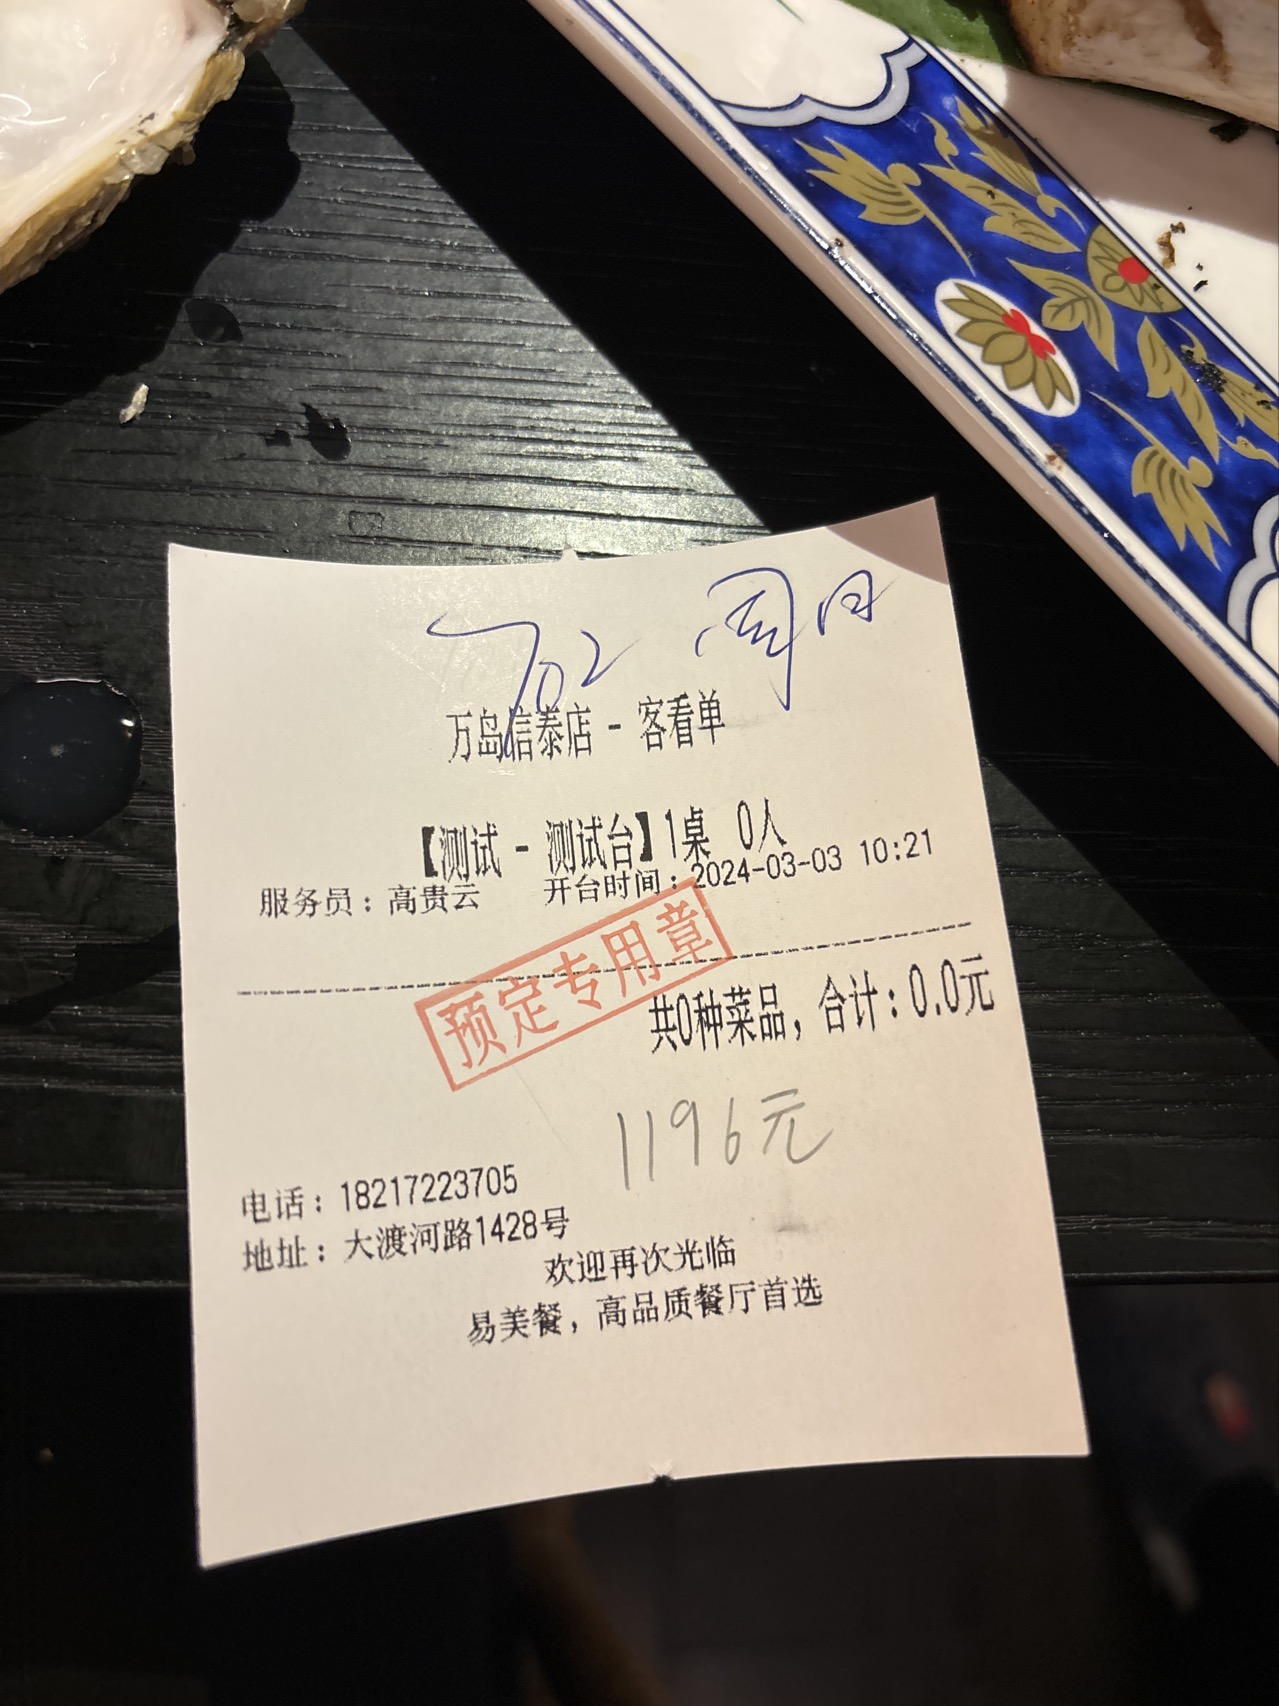 702 周日
万岛信泰店 - 客看单
【测试 - 测试台】1桌 0人
服务员：高贵云 开台时间：2024-03-03 10:21
预定专用章
共0种菜品，合计：0.0元
1196元
电话：18217223705
地址：大渡河路1428号
欢迎再次光临
易美餐，高品质餐厅首选